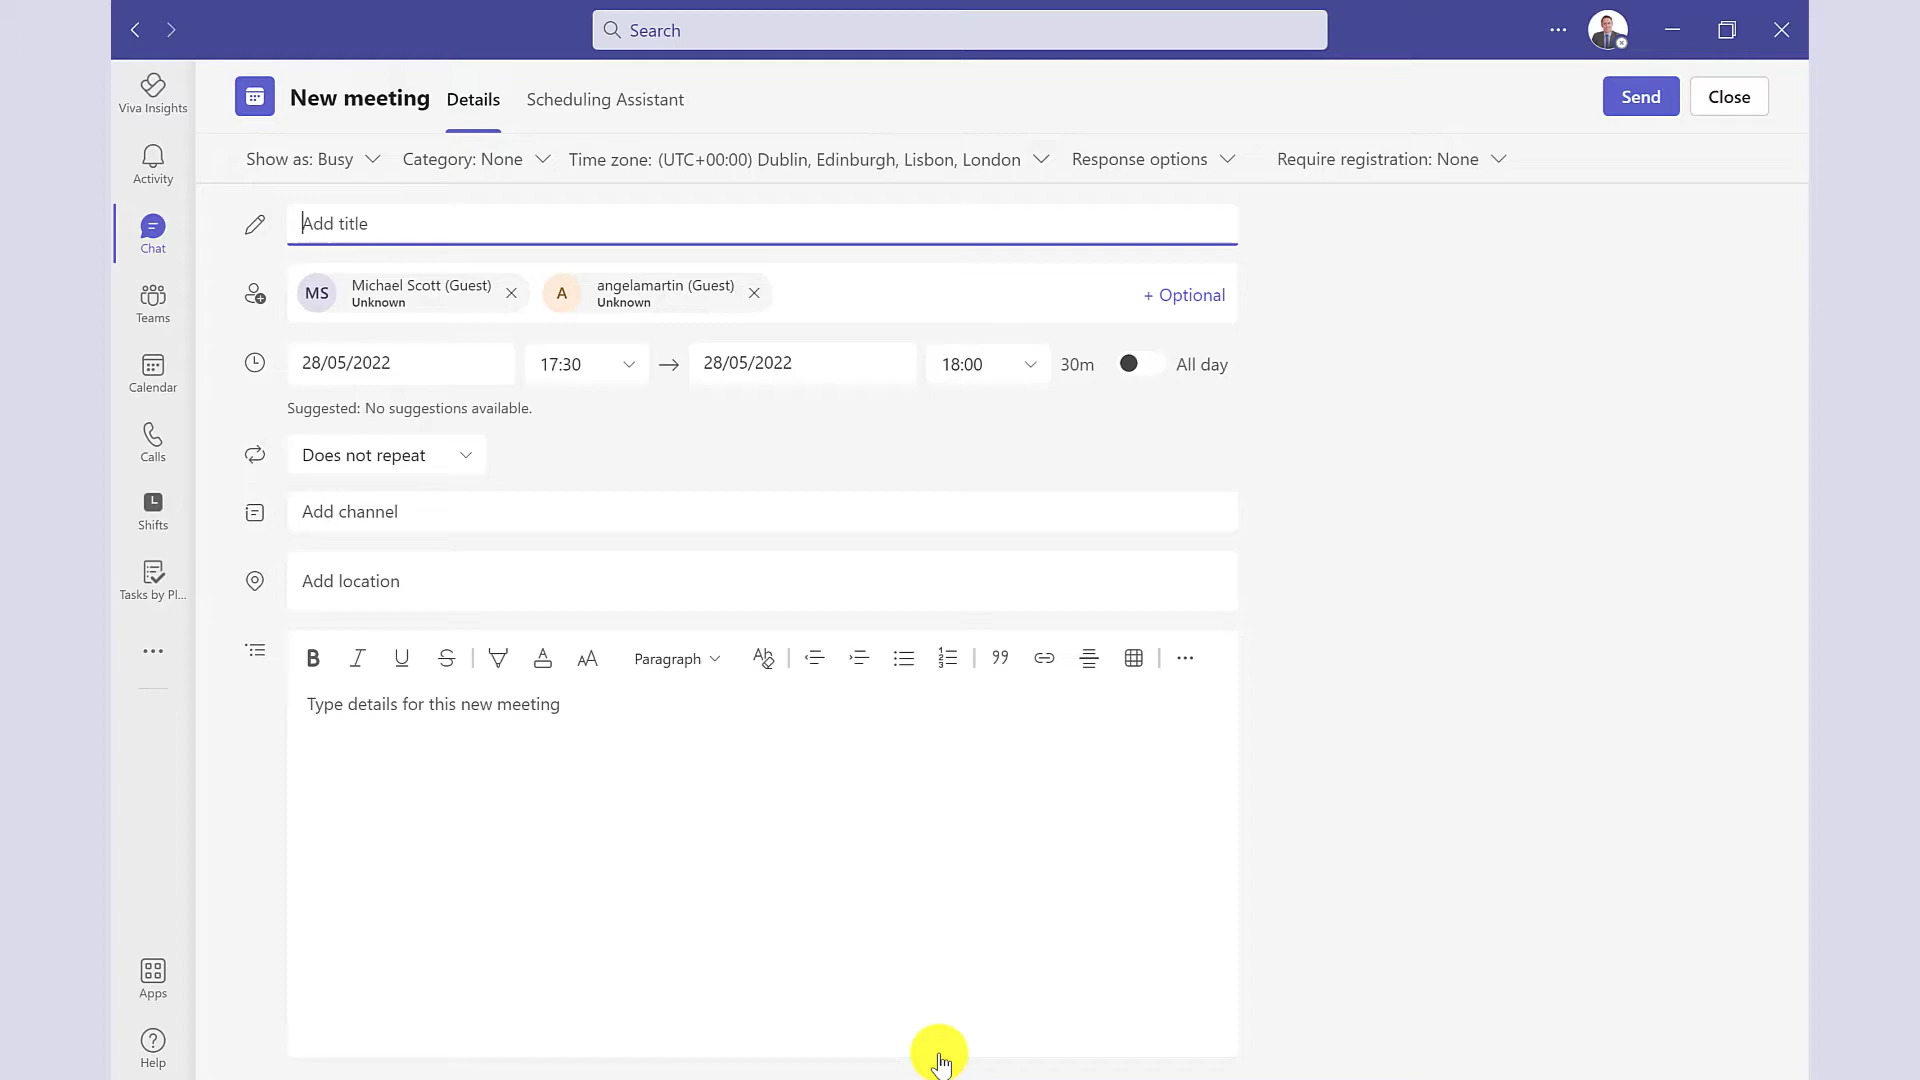 Search
New meeting Details Scheduling Assistant Send Close
Show as: Busy Category: None Time zone: (UTC+00:00) Dublin, Edinburgh, Lisbon, London Response options Require registration: None
Viva Insights
Activity
Chat
Teams
Calendar
Calls
Shifts
Tasks by Pl...
Apps
Help
Add title
MS Michael Scott (Guest) A angelamartin (Guest)
Unknown Unknown
+ Optional
28/05/2022 17:30 28/05/2022 18:00 30m All day
Suggested: No suggestions available.
Does not repeat
Add channel
Add location
Paragraph
Type details for this new meeting